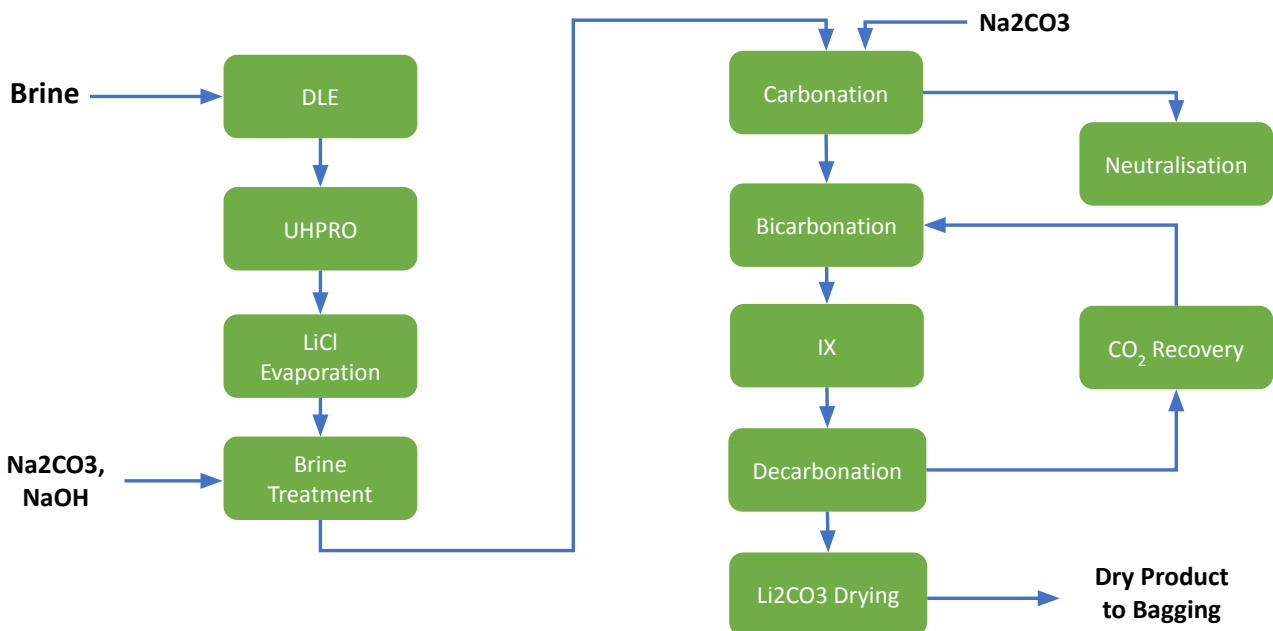 Brine
DLE
UHPRO
LiCl
Evaporation
Na2CO3,
NaOH
Brine
Treatment
Na2CO3
Carbonation
Neutralisation
Bicarbonation
IX
CO₂ Recovery
Decarbonation
Li2CO3 Drying
Dry Product
to Bagging